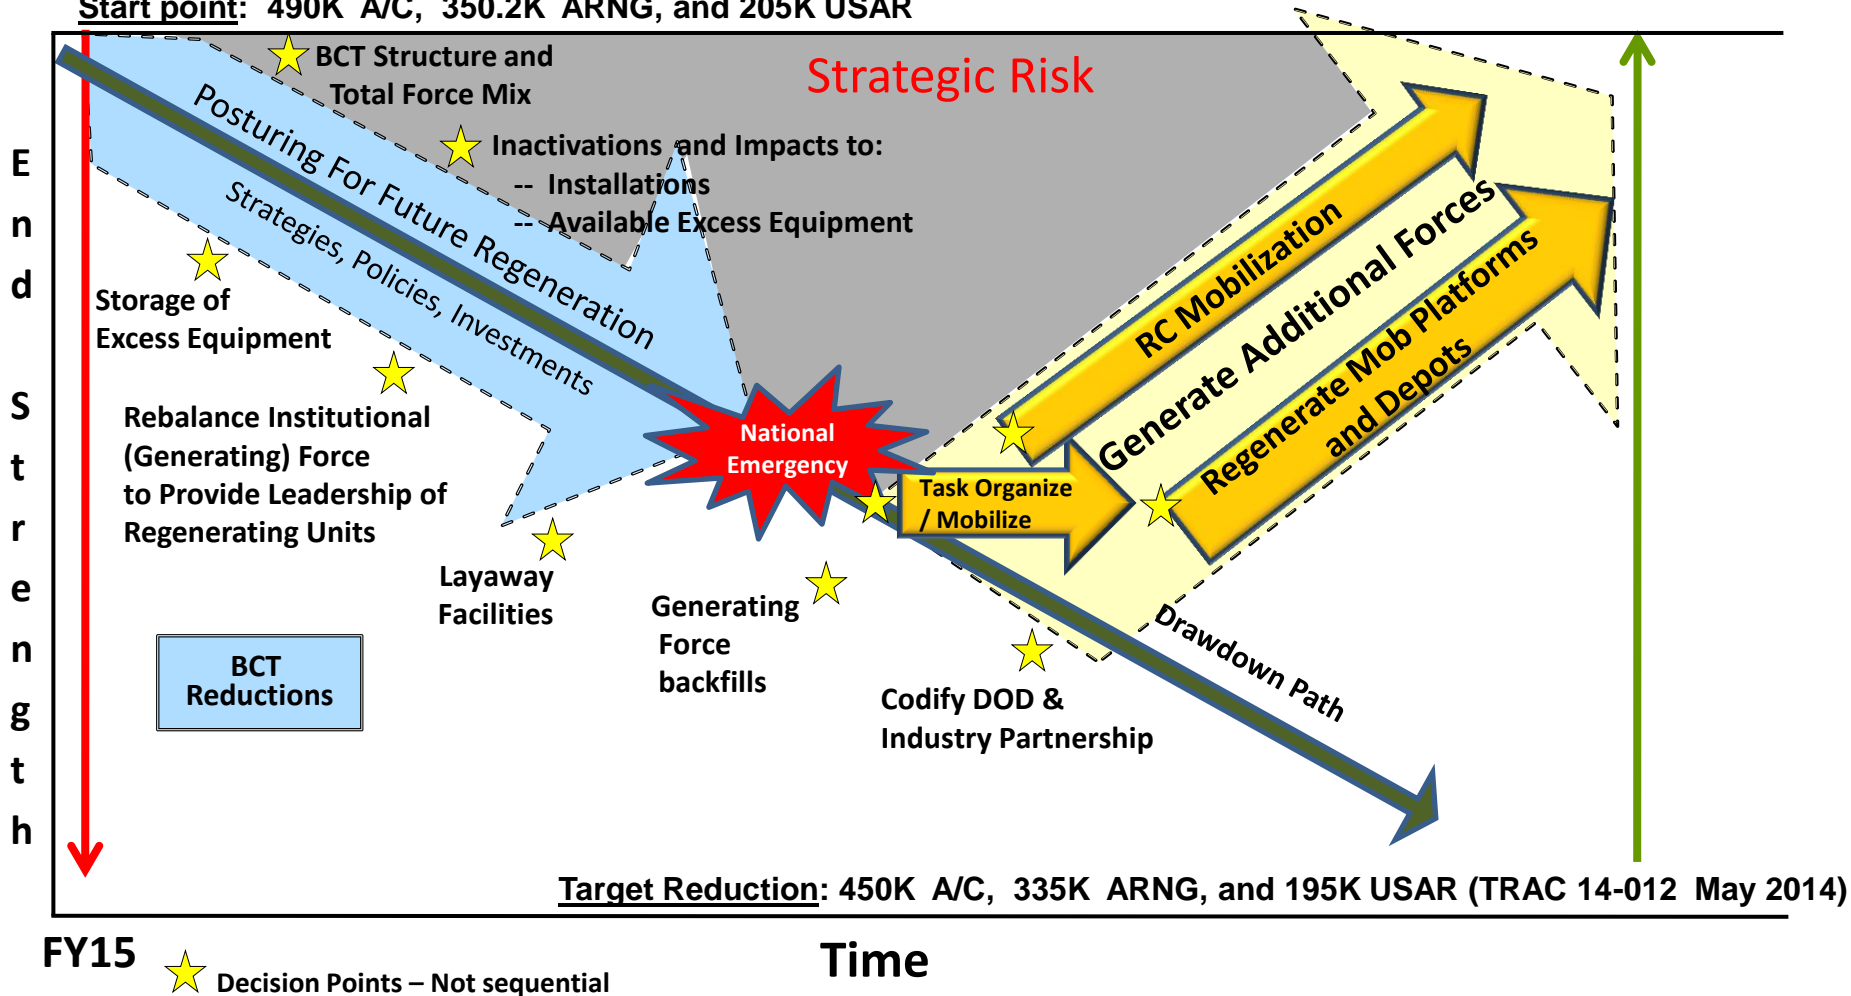 Start point: 490K A/C, 350.2K ARNG, and 205K USAR
BCT Structure and
Total Force Mix
Strategic Risk
Inactivations and Impacts to:
-- Installations
-- Available Excess Equipment
Posturing For Future Regeneration
Strategies, Policies, Investments
End Strength
Storage of
Excess Equipment
Rebalance Institutional
(Generating) Force
to Provide Leadership of
Regenerating Units
Layaway
Facilities
BCT
Reductions
National
Emergency
Generating
Force
backfills
Task Organize
/ Mobilize
RC Mobilization
Generate Additional Forces
Regenerate Mob Platforms
and Depots
Codify DOD &
Industry Partnership
Drawdown Path
Target Reduction: 450K A/C, 335K ARNG, and 195K USAR (TRAC 14-012 May 2014)
FY15
Time
Decision Points – Not sequential